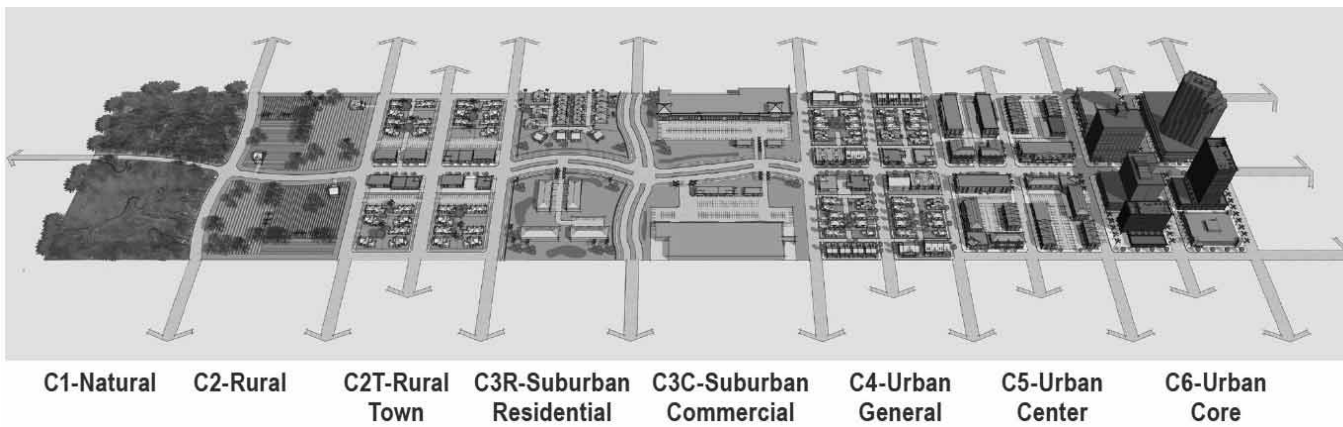 C1-Natural
C2-Rural
C2T-Rural
Town
C3R-Suburban
Residential
C3C-Suburban
Commercial
C4-Urban
General
C5-Urban
Center
C6-Urban
Core